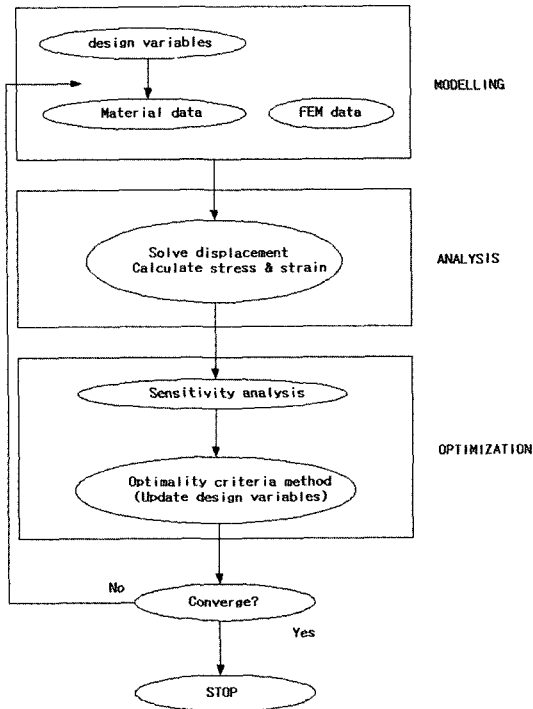 design variables
MODELLING
Material data
FEM data
Solve displacement
Calculate stress & strain
ANALYSIS
Sensitivity analysis
OPTIMIZATION
Optimality criteria method
(Update design variables)
No
Converge?
Yes
STOP